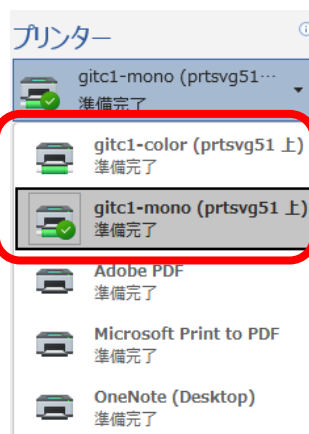 プリンター
gitc1-mono (prtsvg51…
準備完了
gitc1-color (prtsvg51 上)
準備完了
gitc1-mono (prtsvg51 上)
準備完了
Adobe PDF
準備完了
Microsoft Print to PDF
準備完了
OneNote (Desktop)
準備完了